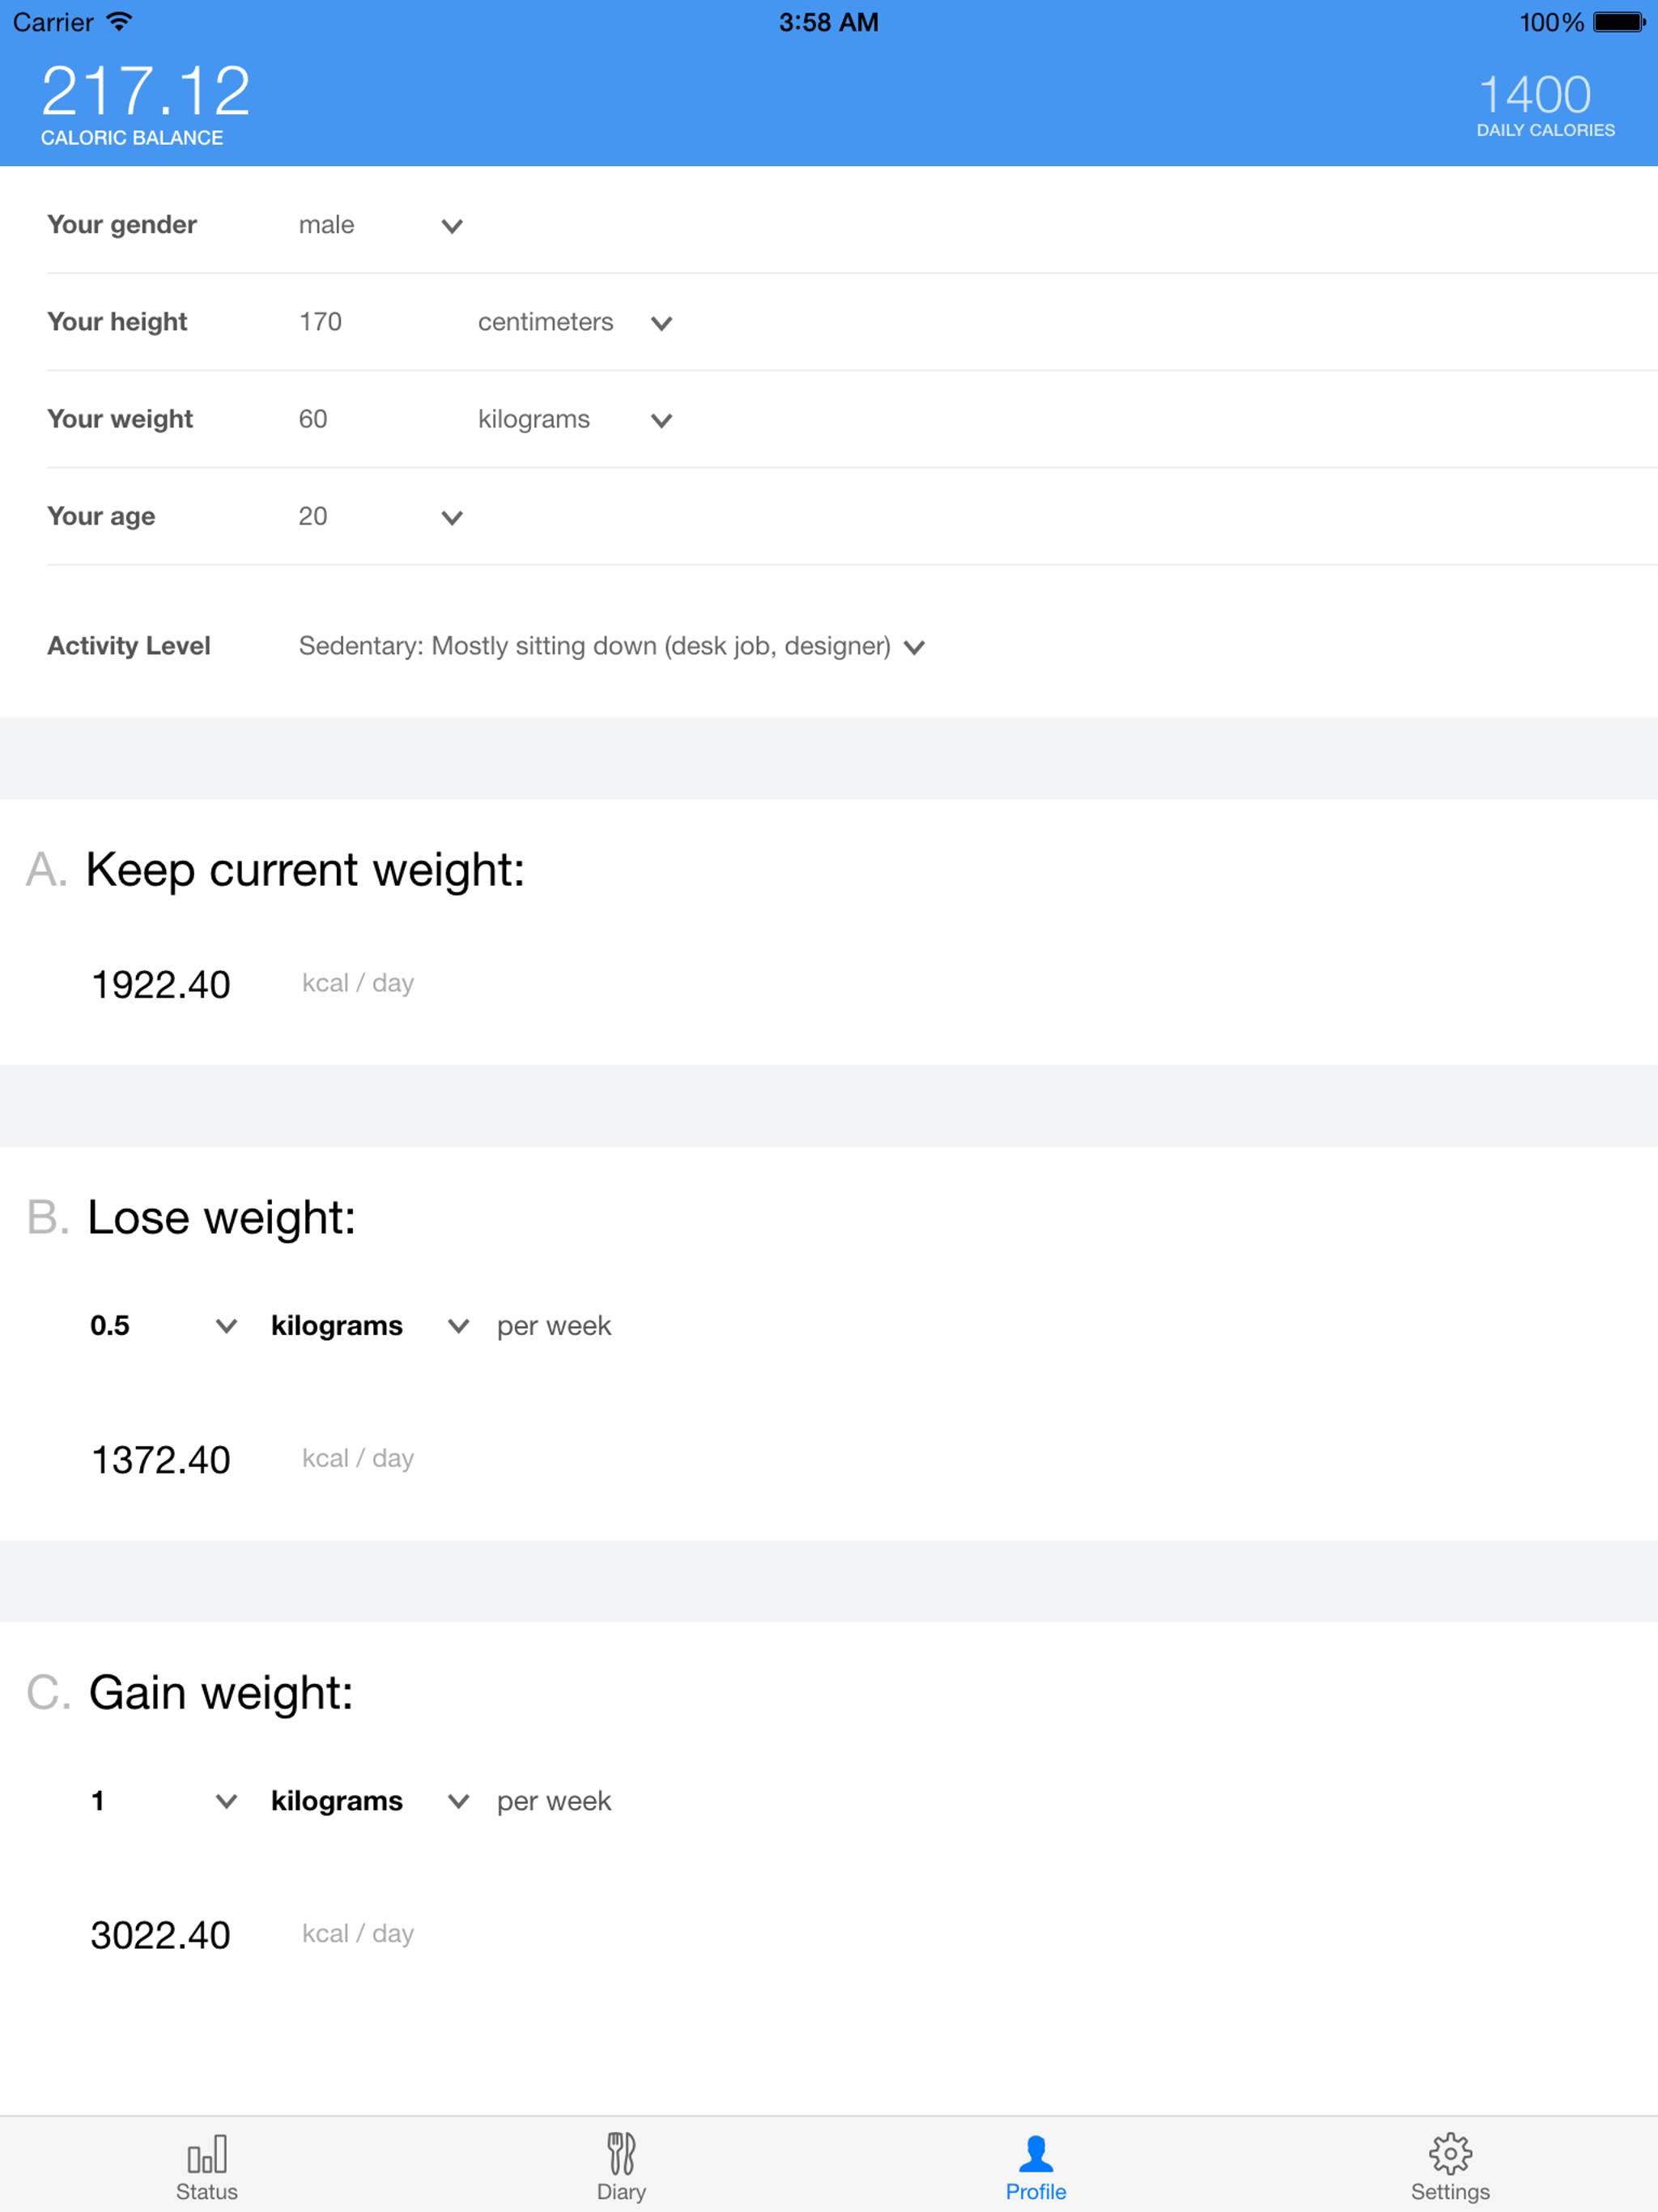 Carrier 3:58 AM 100%
217.12 1400
CALORIC BALANCE DAILY CALORIES
Your gender male
Your height 170 centimeters
Your weight 60 kilograms
Your age 20
Activity Level Sedentary: Mostly sitting down (desk job, designer)
A. Keep current weight:
1922.40 kcal / day
B. Lose weight:
0.5 kilograms per week
1372.40 kcal / day
C. Gain weight:
1 kilograms per week
3022.40 kcal / day
Status Diary Profile Settings